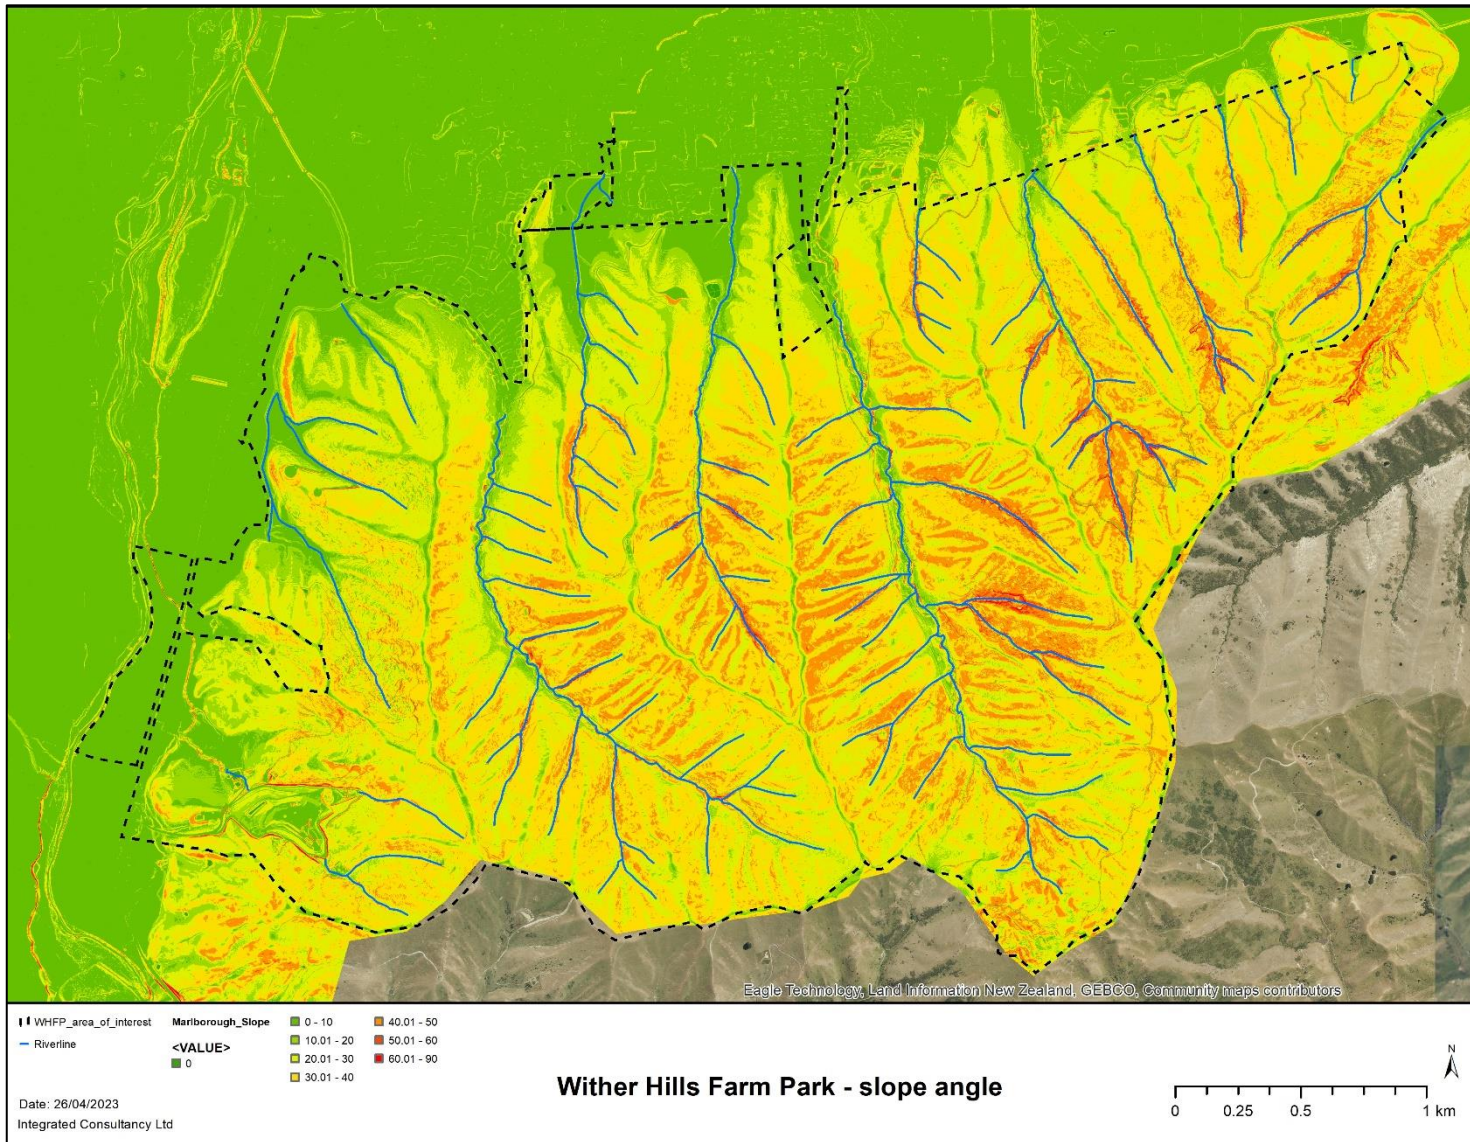 Eagle Technology, Land Information New Zealand, GEBCO, Community maps contributors
WHFP_area_of_interest
Riverline
Marlborough_Slope
<VALUE>
0
0 - 10
10.01 - 20
20.01 - 30
30.01 - 40
40.01 - 50
50.01 - 60
60.01 - 90
Wither Hills Farm Park - slope angle
N
0 0.25 0.5 1 km
Date: 26/04/2023
Integrated Consultancy Ltd